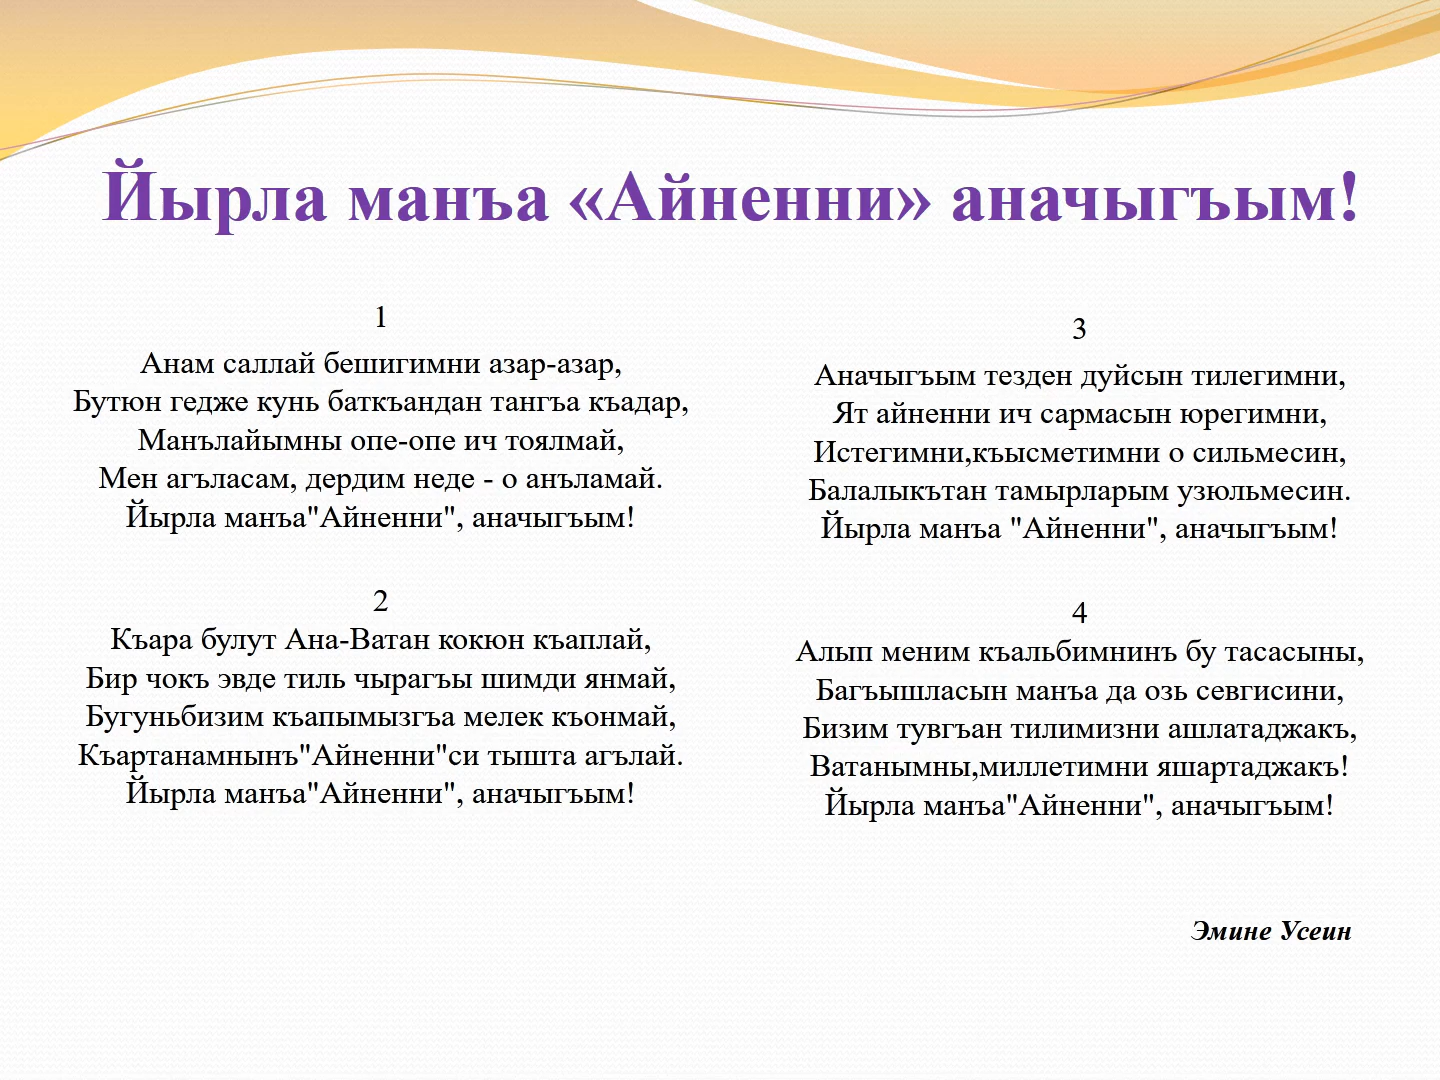 Йырла манъа «Айненни» аначыгъым!
1
Анам саллай бешигимни азар-азар,
Бутюн гедже кунь баткъандан тангъа къадар,
Манълайымны опе-опе ич тоялмай,
Мен агъласам, дердим неде - о анъламай.
Йырла манъа"Айненни", аначыгъым!
2
Къара булут Ана-Ватан кокюн къаплай,
Бир чокъ эвде тиль чырагъы шимди янмай,
Бугуньбизим къапымызгъа мелек къонмай,
Къартанамнынъ"Айненни"си тышта агълай.
Йырла манъа"Айненни", аначыгъым!
3
Аначыгъым тезден дуйсын тилегимни,
Ят айненни ич сармасын юрегимни,
Истегимни,къысметимни о сильмесин,
Балалыкътан тамырларым узюльмесин.
Йырла манъа "Айненни", аначыгъым!
4
Алып меним къальбимнинъ бу тасасыны,
Багъышласын манъа да озь севгисини,
Бизим тувгъан тилимизни ашлатаджакъ,
Ватанымны,миллетимни яшартаджакъ!
Йырла манъа"Айненни", аначыгъым!
Эмине Усеин